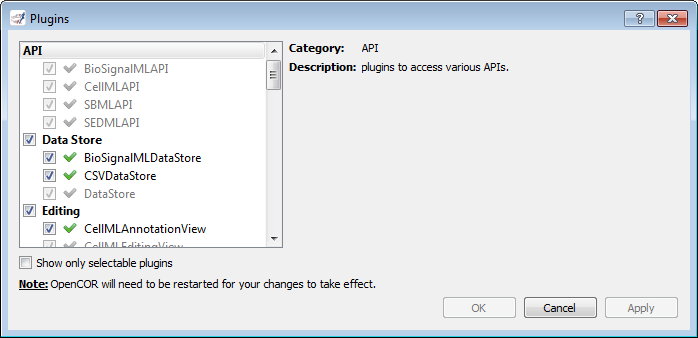 Plugins
API
BioSignalMLAPI
CellMLAPI
SBMLAPI
SEDMLAPI
Data Store
BioSignalMLDataStore
CSVDataStore
DataStore
Editing
CellMLAnnotationView
CellMLEditingView
Category: API
Description: plugins to access various APIs.
Show only selectable plugins
Note: OpenCOR will need to be restarted for your changes to take effect.
OK Cancel Apply